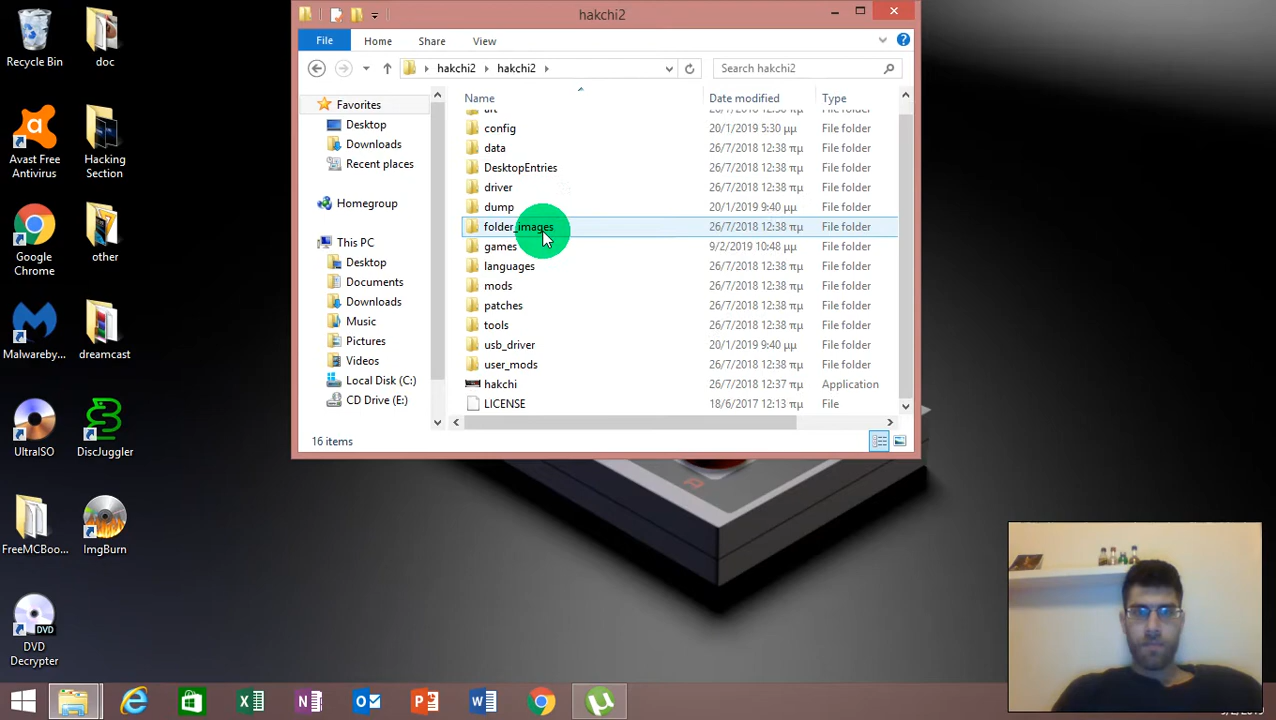 hakchi2
File
Home
Share
View
hakchi2
hakchi2
Search hakchi2
Name
Date modified
Type
config
20/1/2019 5:30 μμ
File folder
data
26/7/2018 12:38 πμ
File folder
DesktopEntries
26/7/2018 12:38 πμ
File folder
driver
26/7/2018 12:38 πμ
File folder
dump
20/1/2019 9:40 μμ
File folder
folder_images
26/7/2018 12:38 πμ
File folder
games
9/2/2019 10:48 μμ
File folder
languages
26/7/2018 12:38 πμ
File folder
mods
26/7/2018 12:38 πμ
File folder
patches
26/7/2018 12:38 πμ
File folder
tools
26/7/2018 12:38 πμ
File folder
usb_driver
20/1/2019 9:40 μμ
File folder
user_mods
26/7/2018 12:38 πμ
File folder
hakchi
26/7/2018 12:37 πμ
Application
LICENSE
18/6/2017 12:13 πμ
File
Favorites
Desktop
Downloads
Recent places
Homegroup
This PC
Desktop
Documents
Downloads
Music
Pictures
Videos
Local Disk (C:)
CD Drive (E:)
16 items
Recycle Bin
doc
Avast Free
Antivirus
Hacking
Section
Google
Chrome
other
Malwareby...
dreamcast
UltraISO
DiscJuggler
FreeMCBoo...
ImgBurn
DVD
DVD
Decrypter